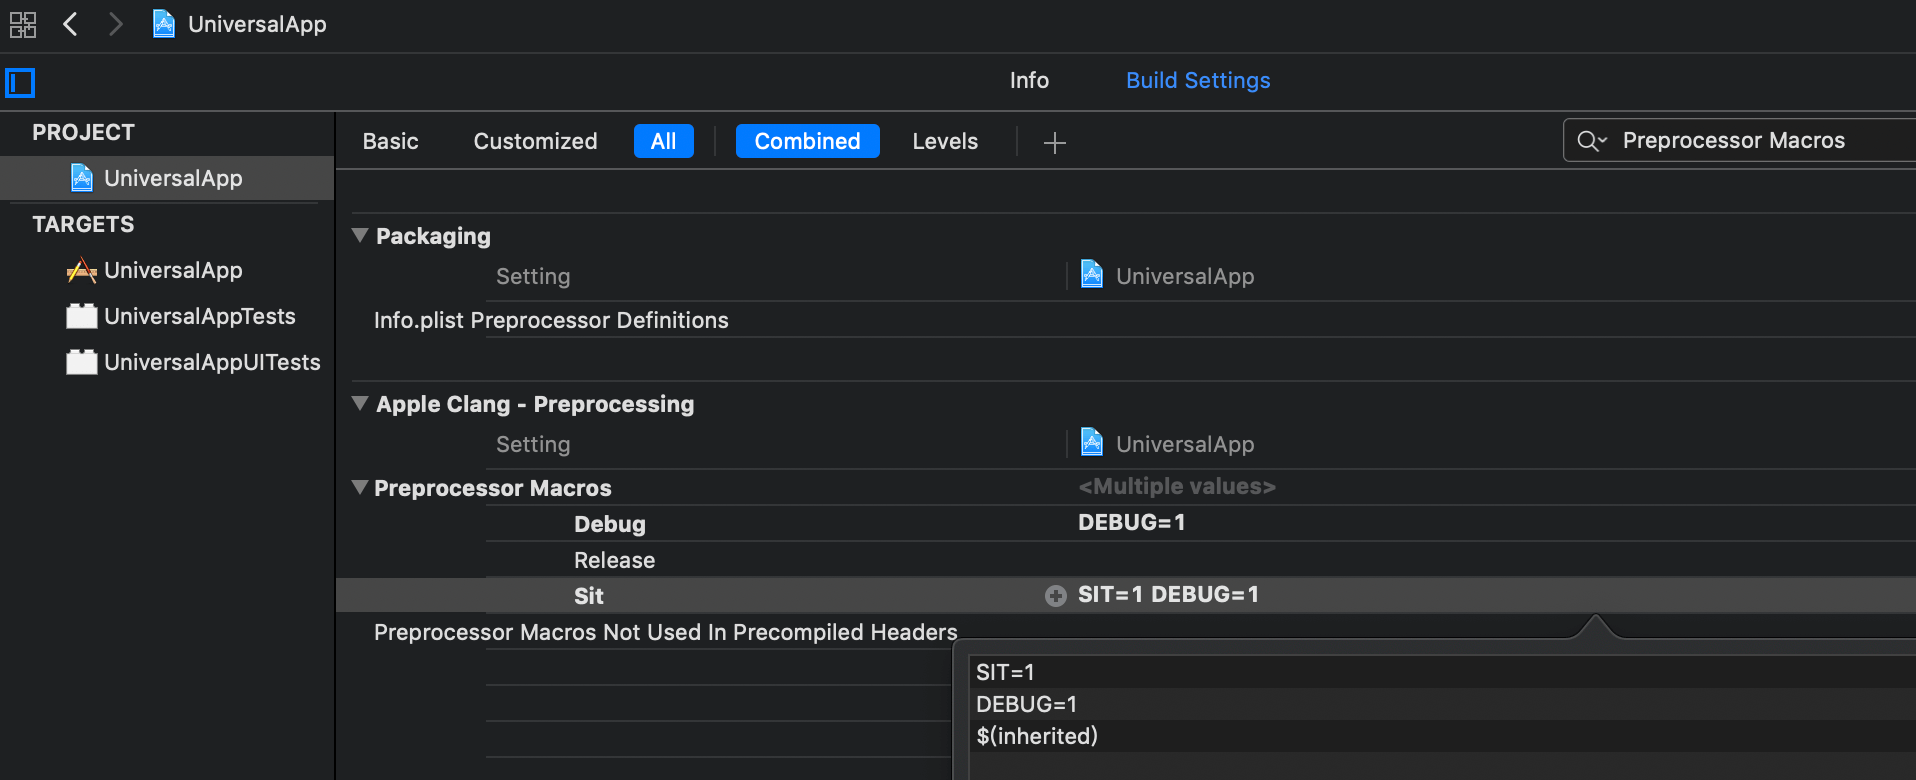 UniversalApp
Info Build Settings
PROJECT
UniversalApp
TARGETS
UniversalApp
UniversalAppTests
UniversalAppUITests
Basic Customized All Combined Levels
Preprocessor Macros
Packaging
Setting UniversalApp
Info.plist Preprocessor Definitions
Apple Clang - Preprocessing
Setting UniversalApp
Preprocessor Macros <Multiple values>
Debug DEBUG=1
Release
Sit SIT=1 DEBUG=1
Preprocessor Macros Not Used In Precompiled Headers
SIT=1
DEBUG=1
$(inherited)